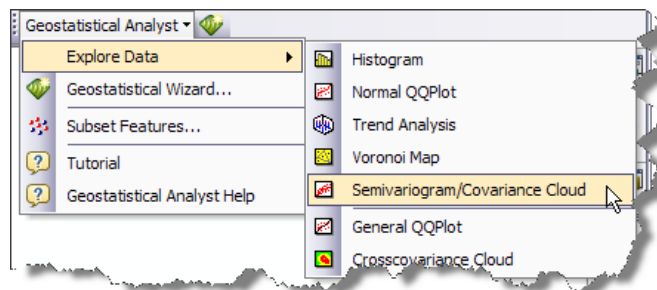 Geostatistical Analyst
Explore Data
Geostatistical Wizard...
Subset Features...
Tutorial
Geostatistical Analyst Help
Histogram
Normal QQPlot
Trend Analysis
Voronoi Map
Semivariogram/Covariance Cloud
General QQPlot
Crosscovariance Cloud